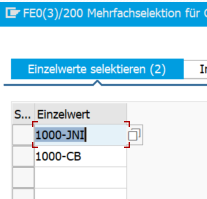 FE0(3)/200 Mehrfachselektion für
Einzelwerte selektieren (2)
S... Einzelwert
1000-JNI
1000-CB